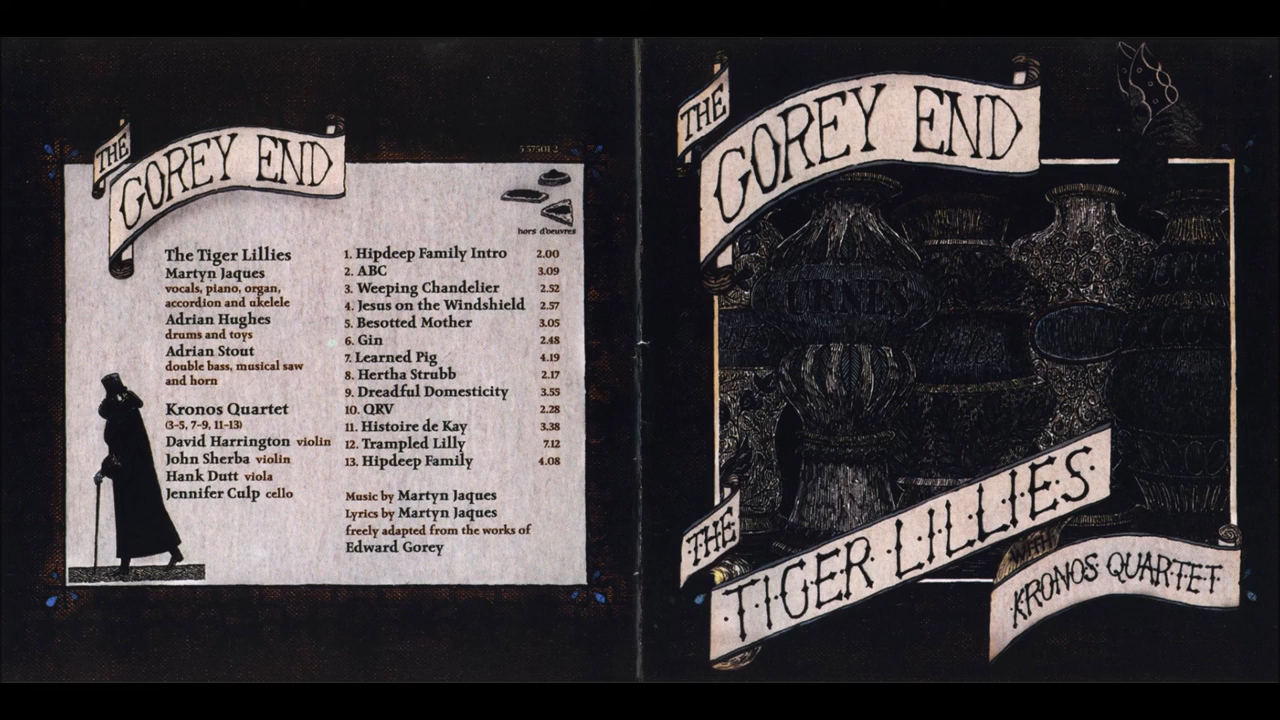 THE
GOREY END
5 57501 2
hors d'oeuvres
The Tiger Lillies
Martyn Jaques
vocals, piano, organ,
accordion and ukelele
Adrian Hughes
drums and toys
Adrian Stout
double bass, musical saw
and horn
Kronos Quartet
(3-5, 7-9, 11-13)
David Harrington violin
John Sherba violin
Hank Dutt viola
Jennifer Culp cello
1. Hipdeep Family Intro 2.00
2. ABC 3.09
3. Weeping Chandelier 2.52
4. Jesus on the Windshield 2.57
5. Besotted Mother 3.05
6. Gin 2.48
7. Learned Pig 4.19
8. Hertha Strubb 2.17
9. Dreadful Domesticity 3.55
10. QRV 2.28
11. Histoire de Kay 3.38
12. Trampled Lilly 7.12
13. Hipdeep Family 4.08
Music by Martyn Jaques
Lyrics by Martyn Jaques
freely adapted from the works of
Edward Gorey
THE
GOREY END
THE
TIGER LILLIES
WITH
KRONOS QUARTET